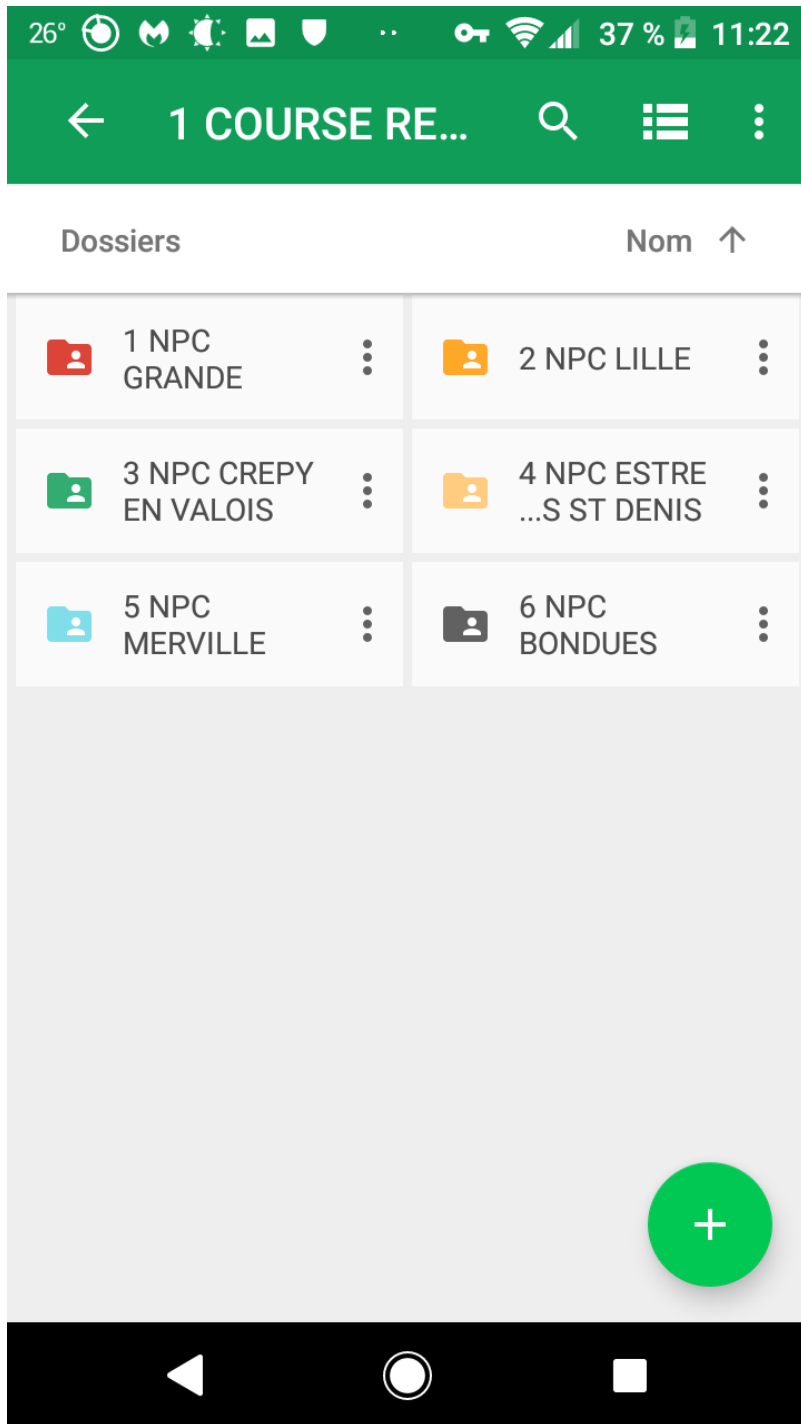 26° 37 % 11:22
1 COURSE RE...
Dossiers Nom
1 NPC
GRANDE
2 NPC LILLE
3 NPC CREPY
EN VALOIS
4 NPC ESTRE
...S ST DENIS
5 NPC
MERVILLE
6 NPC
BONDUES